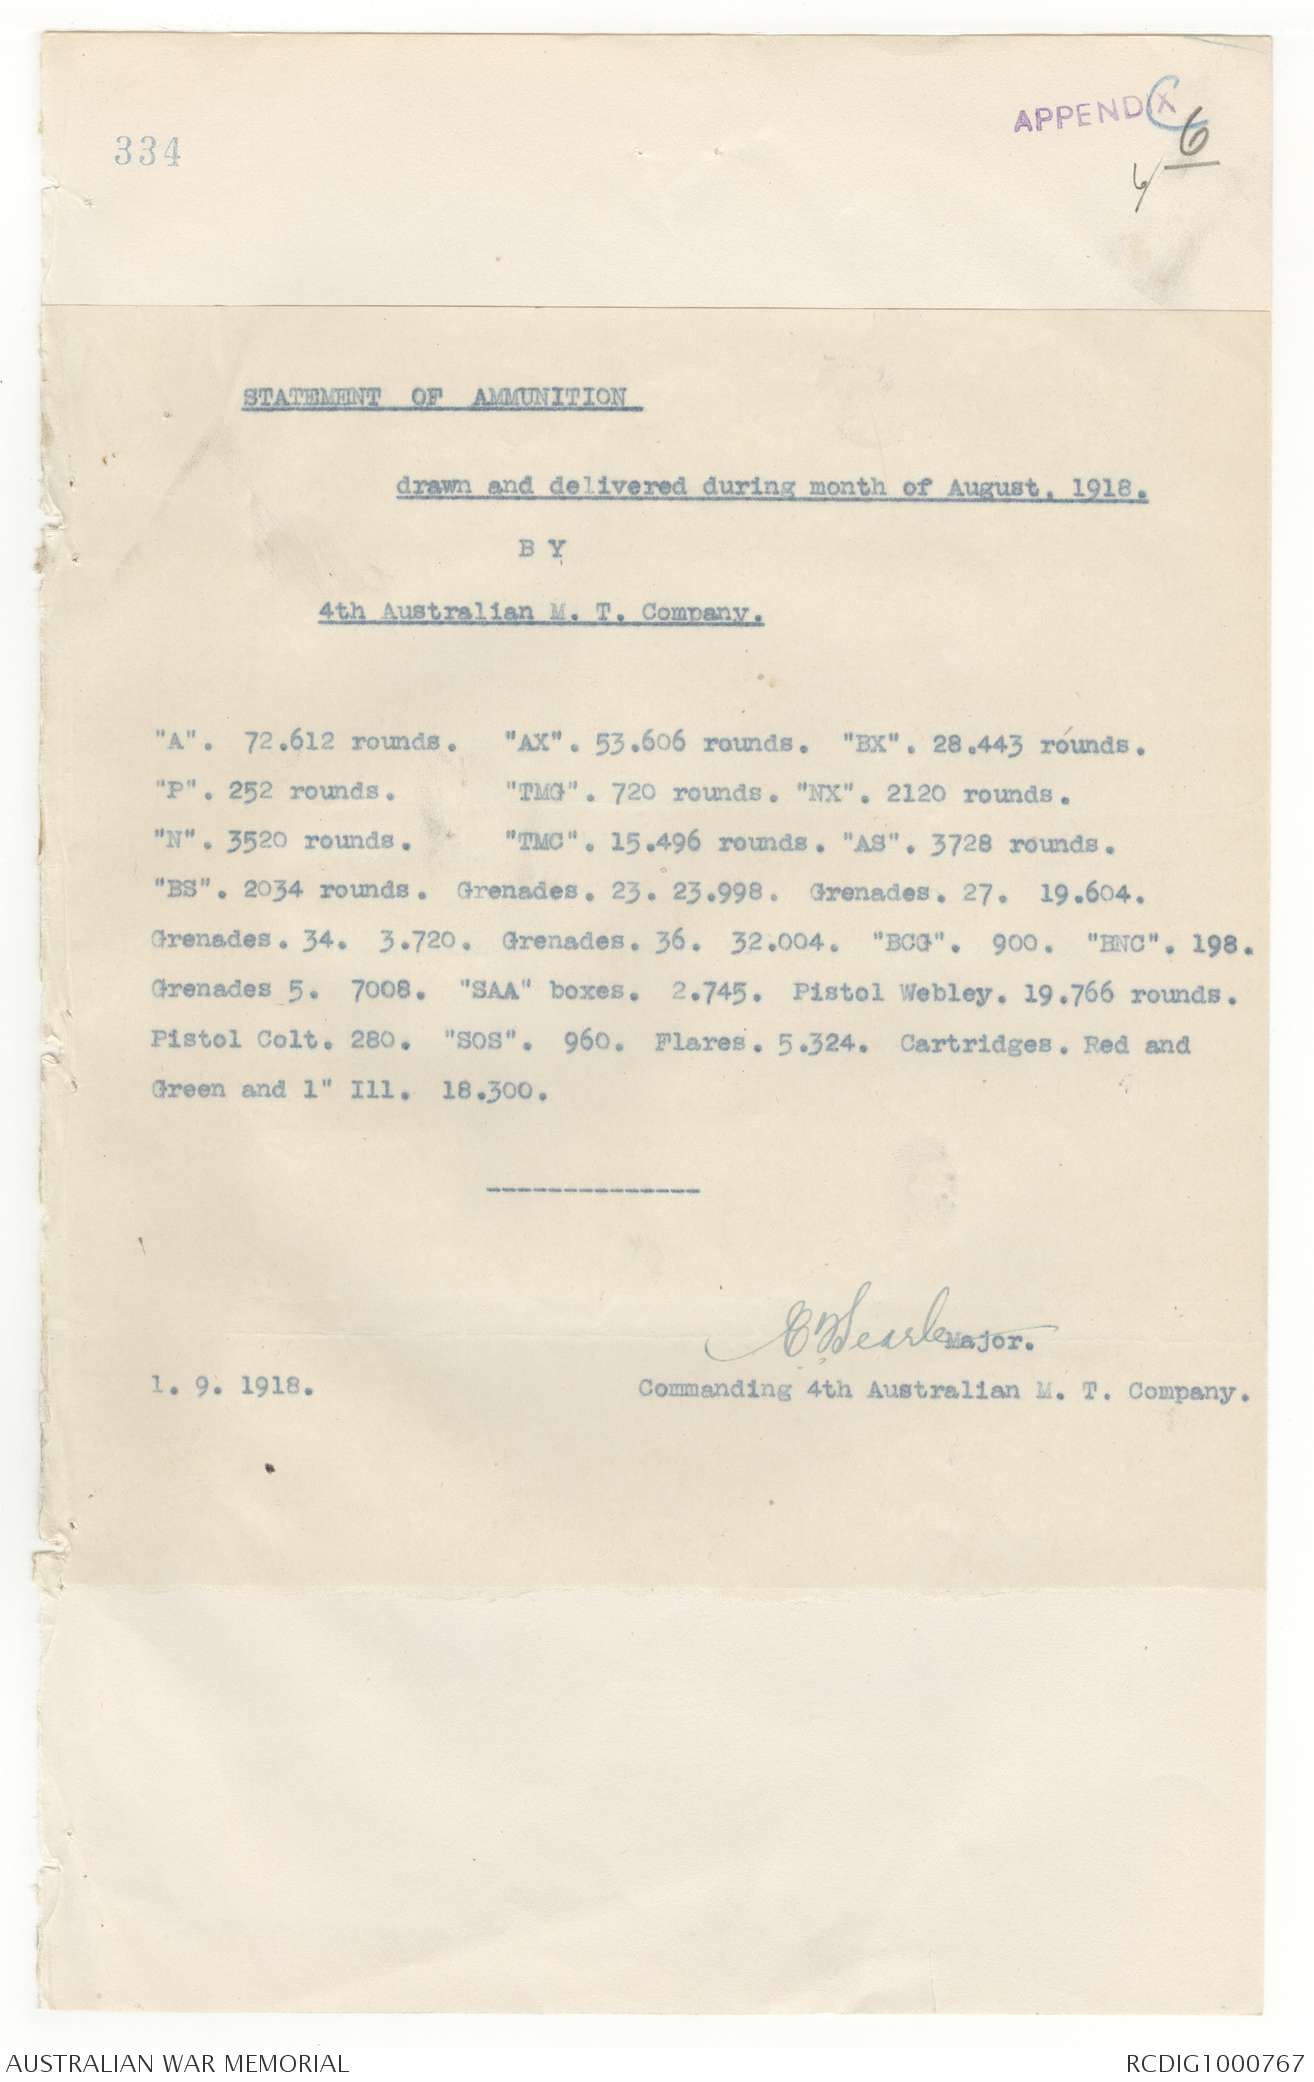 334
APPENDIX
6
6/
STATEMENT OF AMMUNITION
drawn and delivered during month of August. 1918.
B Y
4th Australian M. T. Company.
"A". 72.612 rounds. "AX". 53.606 rounds. "BX". 28.443 rounds.
"P". 252 rounds. "TMG". 720 rounds. "NX". 2120 rounds.
"N". 3520 rounds. "TMC". 15.496 rounds. "AS". 3728 rounds.
"BS". 2034 rounds. Grenades. 23. 23.998. Grenades. 27. 19.604.
Grenades. 34. 3.720. Grenades. 36. 32.004. "BCG". 900. "BNC". 198.
Grenades 5. 7008. "SAA" boxes. 2.745. Pistol Webley. 19.766 rounds.
Pistol Colt. 280. "SOS". 960. Flares. 5.324. Cartridges. Red and
Green and 1" Ill. 18.300.
--------------
Searle Major.
1. 9. 1918. Commanding 4th Australian M. T. Company.
AUSTRALIAN WAR MEMORIAL RCDIG1000767